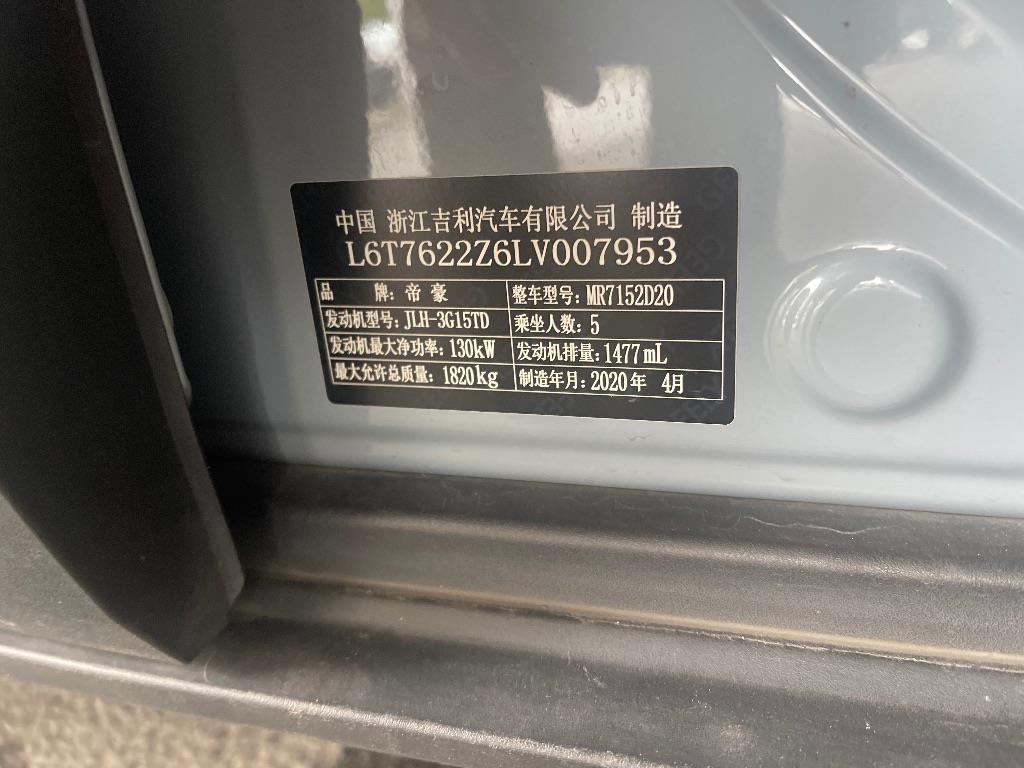 中国 浙江吉利汽车有限公司 制造
L6T7622Z6LV007953
品 牌: 帝豪 整车型号: MR7152D20
发动机型号: JLH-3G15TD 乘坐人数: 5
发动机最大净功率: 130kW 发动机排量: 1477mL
最大允许总质量: 1820kg 制造年月: 2020年 4月